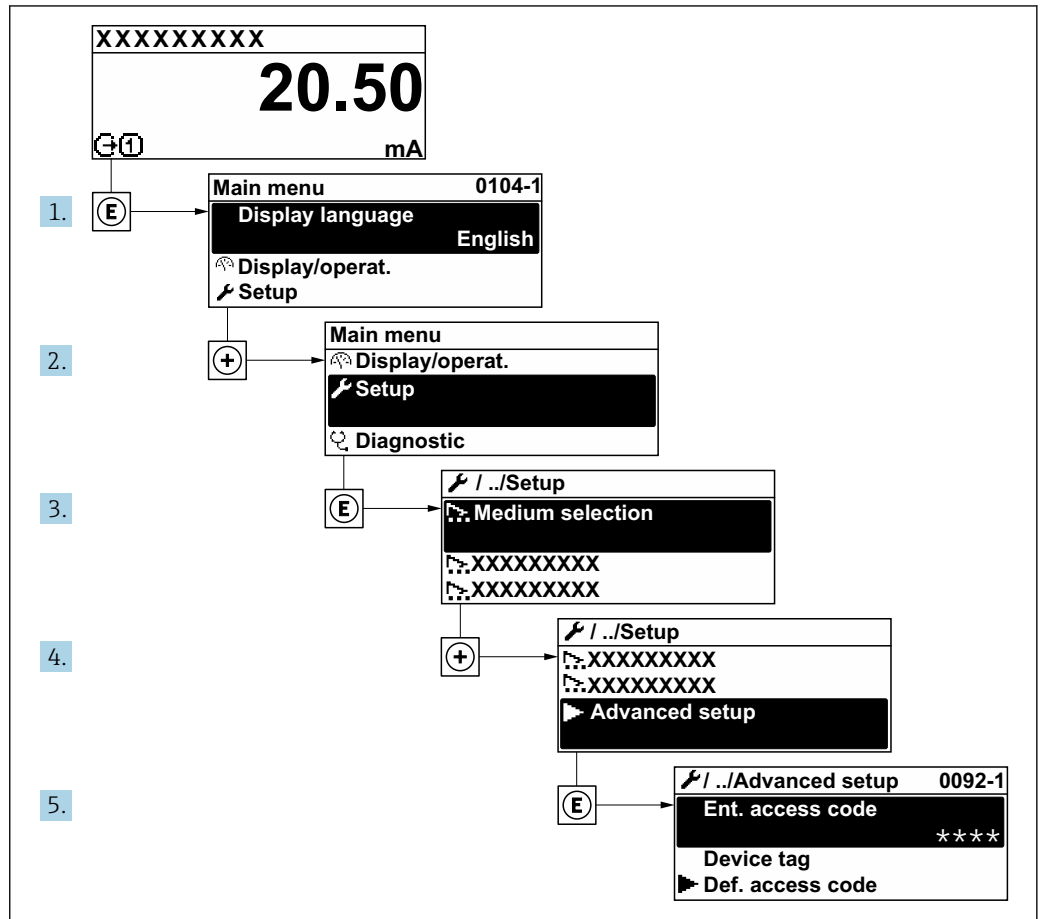 XXXXXXXXX
20.50
1 mA
1. E
Main menu 0104-1
Display language
English
Display/operat.
Setup
2. +
Main menu
Display/operat.
Setup
Diagnostic
3. E
/ ../Setup
Medium selection
XXXXXXXXX
XXXXXXXXX
4. +
/ ../Setup
XXXXXXXXX
XXXXXXXXX
Advanced setup
5. E
/ ../Advanced setup 0092-1
Ent. access code
****
Device tag
Def. access code